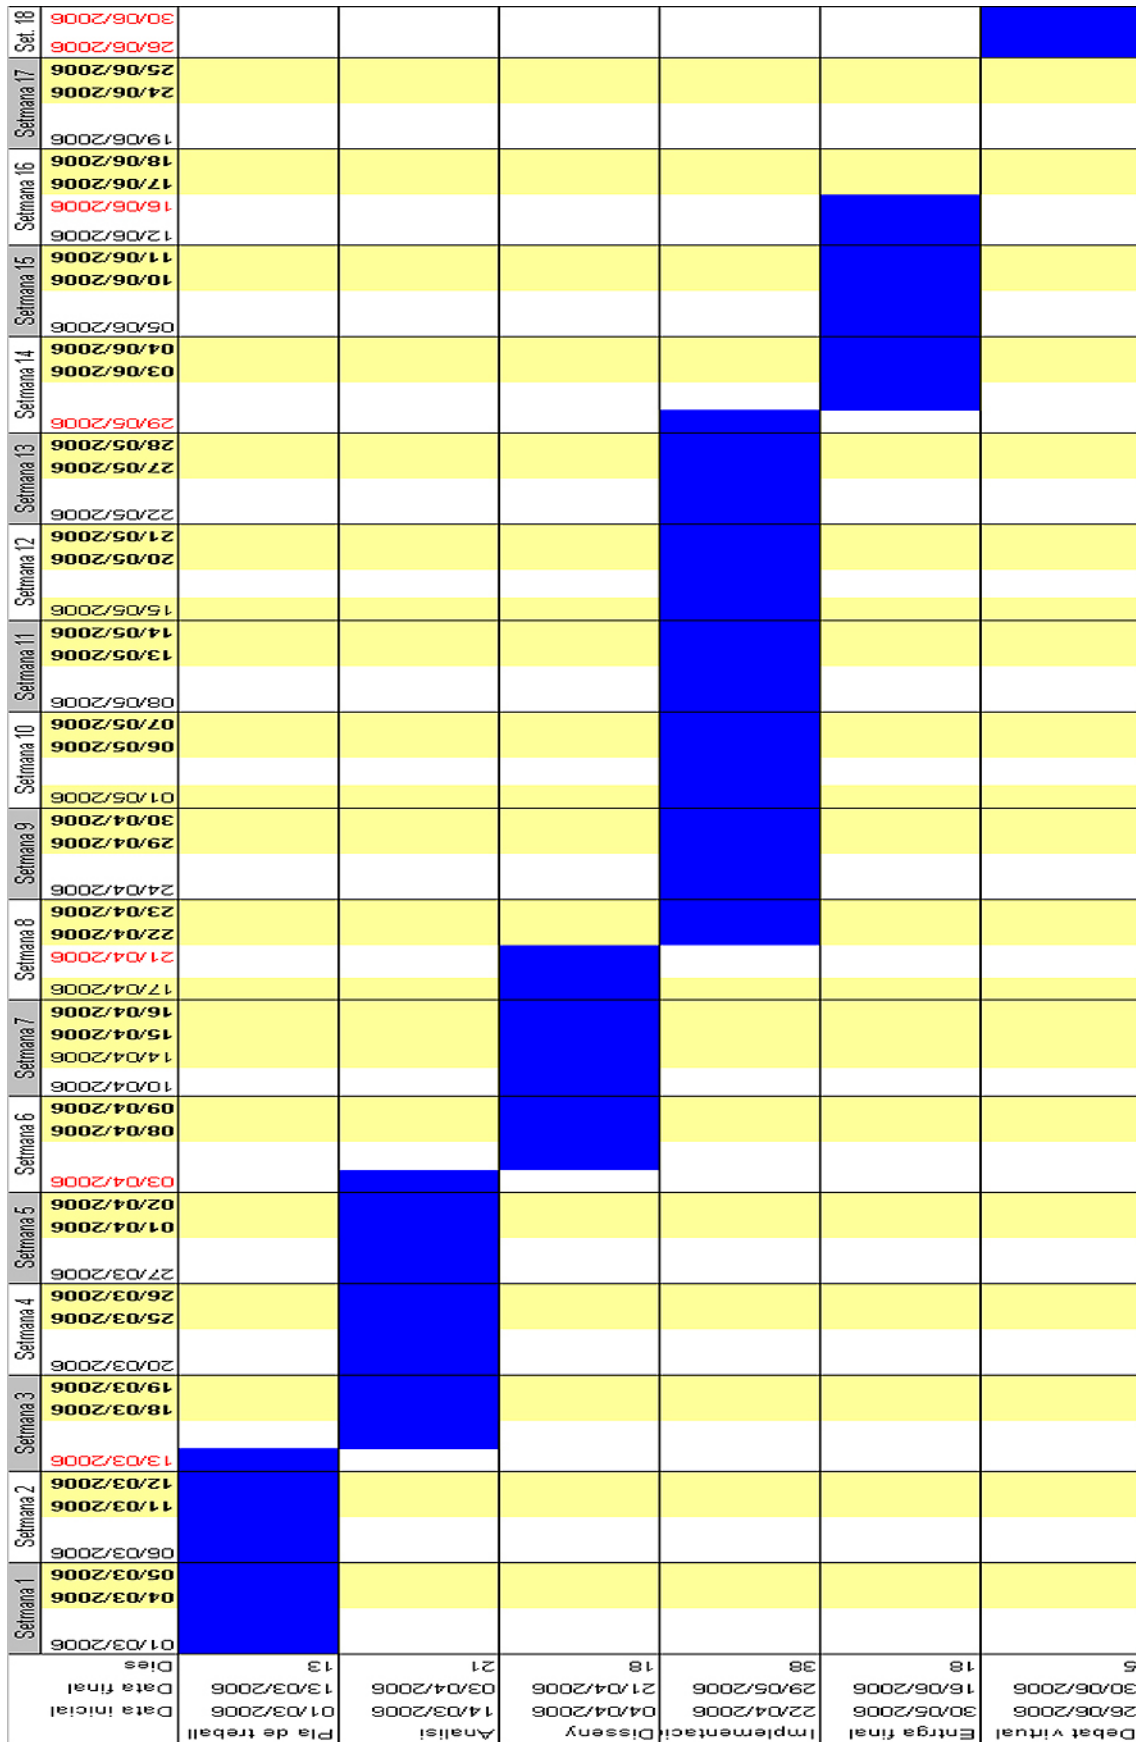 Pla de treball
Analisi
Disseny
Implementaci
Entrga final
Debat virtual
Data inicial
01/03/2006
14/03/2006
04/04/2006
22/04/2006
30/05/2006
26/06/2006
Data final
13/03/2006
03/04/2006
21/04/2006
29/05/2006
16/06/2006
30/06/2006
Dies
13
21
18
38
18
5
Setmana 1
01/03/2006
04/03/2006
05/03/2006
Setmana 2
06/03/2006
11/03/2006
12/03/2006
Setmana 3
13/03/2006
18/03/2006
19/03/2006
Setmana 4
20/03/2006
25/03/2006
26/03/2006
Setmana 5
27/03/2006
01/04/2006
02/04/2006
Setmana 6
03/04/2006
08/04/2006
09/04/2006
Setmana 7
10/04/2006
14/04/2006
15/04/2006
16/04/2006
Setmana 8
17/04/2006
21/04/2006
22/04/2006
23/04/2006
Setmana 9
24/04/2006
29/04/2006
30/04/2006
Setmana 10
01/05/2006
06/05/2006
07/05/2006
Setmana 11
08/05/2006
13/05/2006
14/05/2006
Setmana 12
15/05/2006
20/05/2006
21/05/2006
Setmana 13
22/05/2006
27/05/2006
28/05/2006
Setmana 14
29/05/2006
03/06/2006
04/06/2006
Setmana 15
05/06/2006
10/06/2006
11/06/2006
Setmana 16
12/06/2006
16/06/2006
17/06/2006
18/06/2006
Setmana 17
19/06/2006
24/06/2006
25/06/2006
Set. 18
26/06/2006
30/06/2006